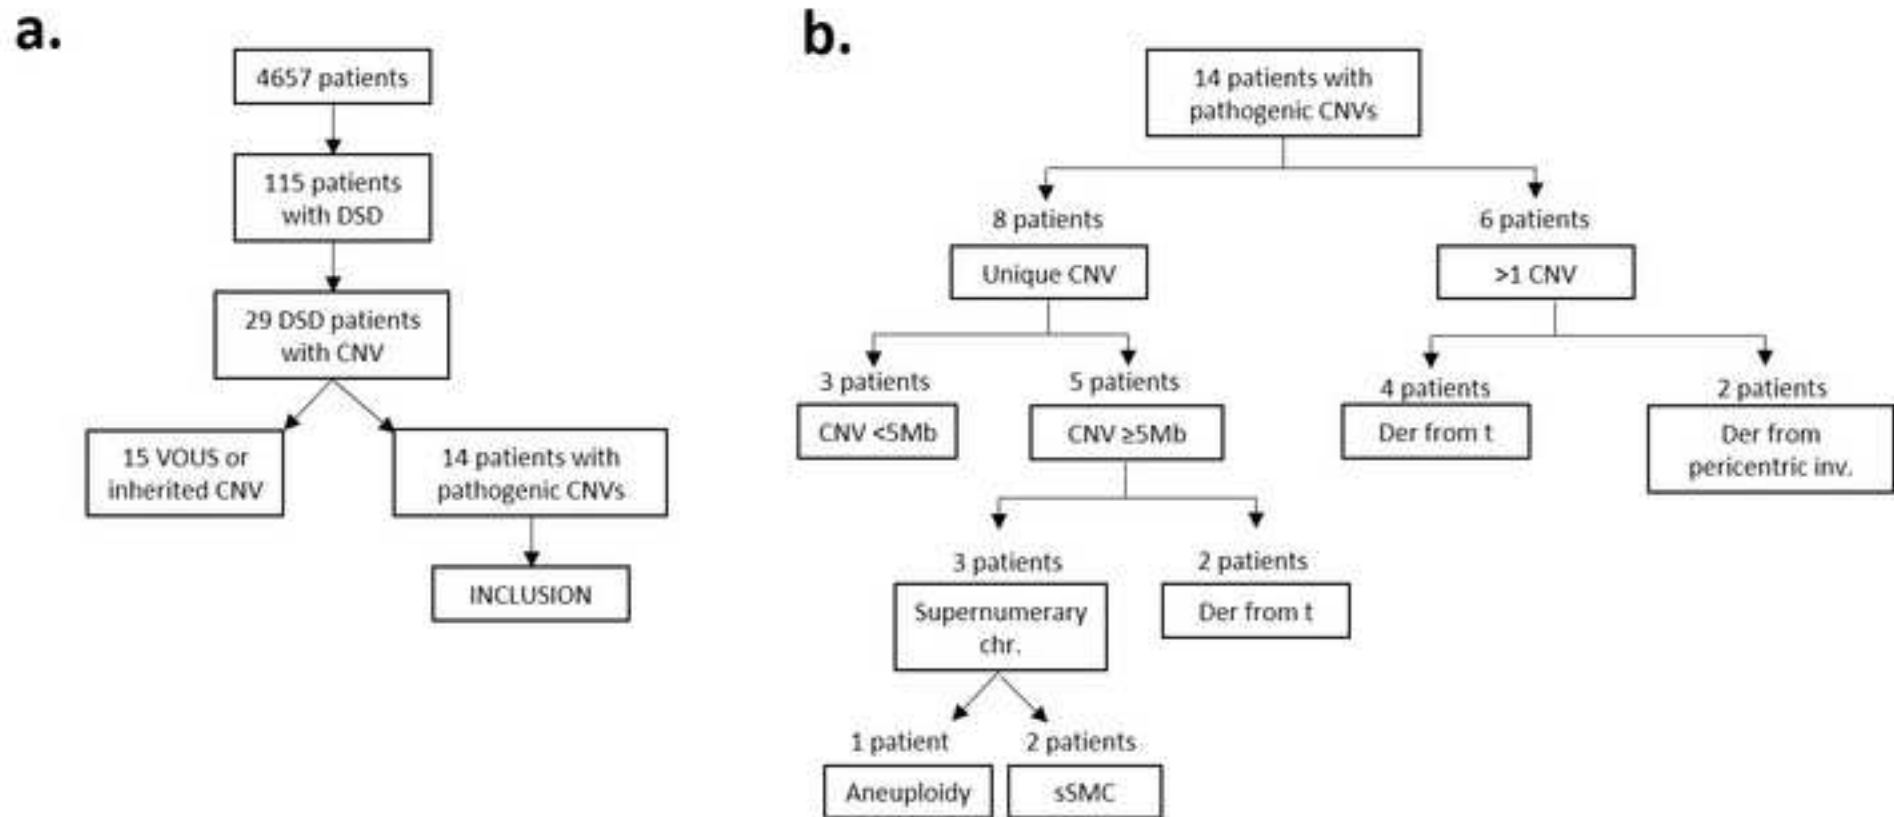 a.
4657 patients
115 patients
with DSD
29 DSD patients
with CNV
15 VOUS or
inherited CNV
14 patients with
pathogenic CNVs
INCLUSION
b.
14 patients with
pathogenic CNVs
8 patients
Unique CNV
6 patients
>1 CNV
3 patients
CNV <5Mb
5 patients
CNV ≥5Mb
4 patients
Der from t
2 patients
Der from
pericentric inv.
3 patients
Supernumerary
chr.
2 patients
Der from t
1 patient
Aneuploidy
2 patients
sSMC